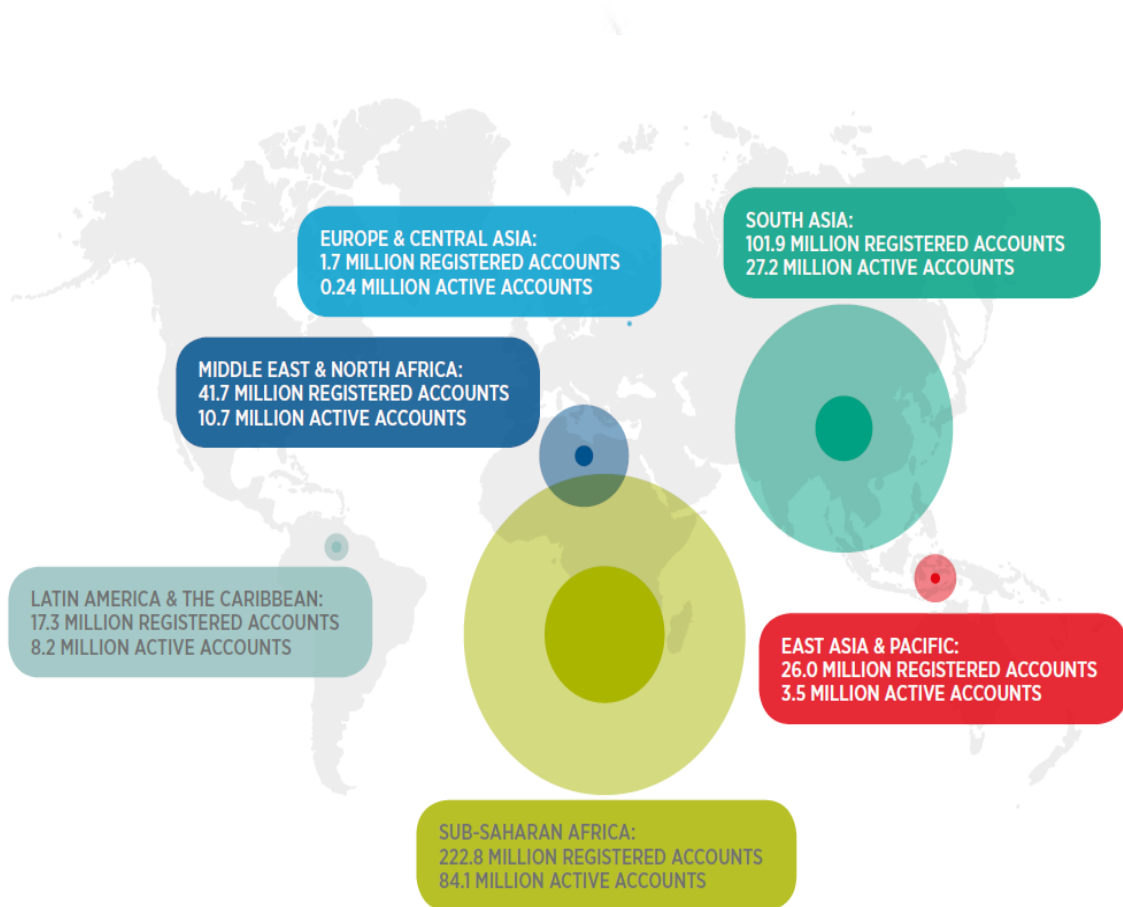 EUROPE & CENTRAL ASIA:
1.7 MILLION REGISTERED ACCOUNTS
0.24 MILLION ACTIVE ACCOUNTS
SOUTH ASIA:
101.9 MILLION REGISTERED ACCOUNTS
27.2 MILLION ACTIVE ACCOUNTS
MIDDLE EAST & NORTH AFRICA:
41.7 MILLION REGISTERED ACCOUNTS
10.7 MILLION ACTIVE ACCOUNTS
LATIN AMERICA & THE CARIBBEAN:
17.3 MILLION REGISTERED ACCOUNTS
8.2 MILLION ACTIVE ACCOUNTS
EAST ASIA & PACIFIC:
26.0 MILLION REGISTERED ACCOUNTS
3.5 MILLION ACTIVE ACCOUNTS
SUB-SAHARAN AFRICA:
222.8 MILLION REGISTERED ACCOUNTS
84.1 MILLION ACTIVE ACCOUNTS